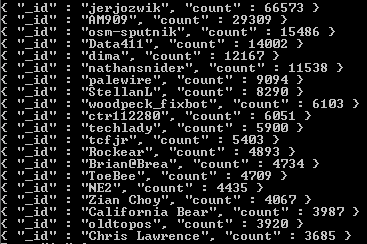 { "_id" : "jerjozwik", "count" : 66573 }
{ "_id" : "AM909", "count" : 29309 }
{ "_id" : "osm-sputnik", "count" : 15486 }
{ "_id" : "Data411", "count" : 14002 }
{ "_id" : "dima", "count" : 12167 }
{ "_id" : "nathansnider", "count" : 11538 }
{ "_id" : "palewire", "count" : 9094 }
{ "_id" : "StellanL", "count" : 8290 }
{ "_id" : "woodpeck_fixbot", "count" : 6103 }
{ "_id" : "ctr112280", "count" : 6051 }
{ "_id" : "techlady", "count" : 5900 }
{ "_id" : "tcfjr", "count" : 5403 }
{ "_id" : "Rockear", "count" : 4893 }
{ "_id" : "Brian@Brea", "count" : 4734 }
{ "_id" : "ToeBee", "count" : 4709 }
{ "_id" : "NE2", "count" : 4435 }
{ "_id" : "Zian Choy", "count" : 4067 }
{ "_id" : "California Bear", "count" : 3987 }
{ "_id" : "oldtopos", "count" : 3920 }
{ "_id" : "Chris Lawrence", "count" : 3685 }